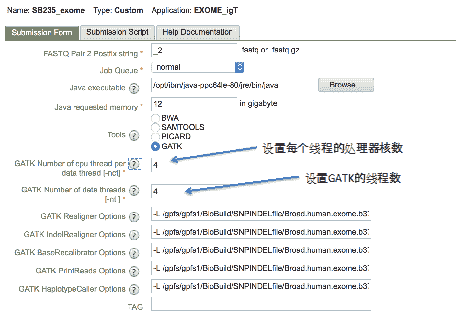 Name: SB235_exome Type: Custom Application: EXOME_igT
Submission Form Submission Script Help Documentation
FASTQ Pair 2 Postfix string * _2 .fastq or .fastq.gz
Job Queue * normal
Java executable ? /opt/ibm/java-ppc64le-80/jre/bin/java Browse...
Java requested memory * 12 in gigabyte
Tools ? BWA
SAMTOOLS
PICARD
GATK
GATK Number of cpu thread per data thread [-nct] * ? 4 设置每个线程的处理器核数
GATK Number of data threads [-nt ] * ? 4 设置GATK的线程数
GATK Realigner Options ? -L /gpfs/gpfs1/BioBuild/SNPINDELfile/Broad.human.exome.b37
GATK IndelRealigner Options ? -L /gpfs/gpfs1/BioBuild/SNPINDELfile/Broad.human.exome.b37
GATK BaseRecalibrator Options ? -L /gpfs/gpfs1/BioBuild/SNPINDELfile/Broad.human.exome.b37
GATK PrintReads Options ? -L /gpfs/gpfs1/BioBuild/SNPINDELfile/Broad.human.exome.b37
GATK HaplotypeCaller Options ? -L /gpfs/gpfs1/BioBuild/SNPINDELfile/Broad.human.exome.b37
TAG